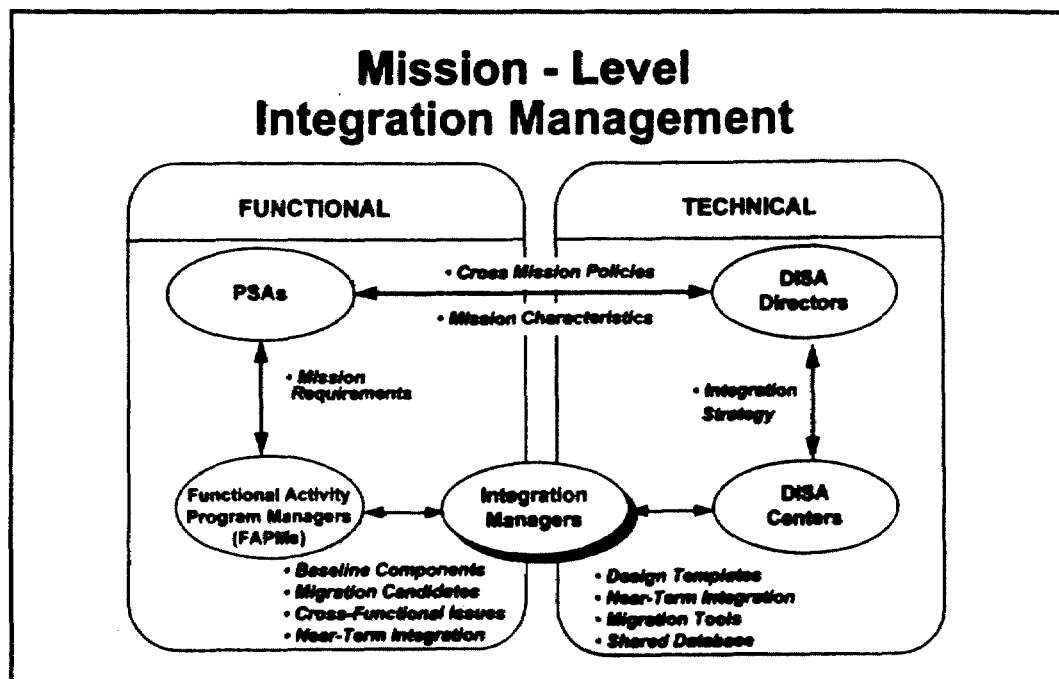 Mission - Level
Integration Management
FUNCTIONAL
TECHNICAL
PSAs
• Cross Mission Policies
• Mission Characteristics
DISA
Directors
• Mission
Requirements
• Integration
Strategy
Functional Activity
Program Managers
(FAPMs)
Integration
Managers
DISA
Centers
• Baseline Components
• Migration Candidates
• Cross-Functional Issues
• Near-Term Integration
• Design Templates
• Near-Term Integration
• Migration Tools
• Shared Database